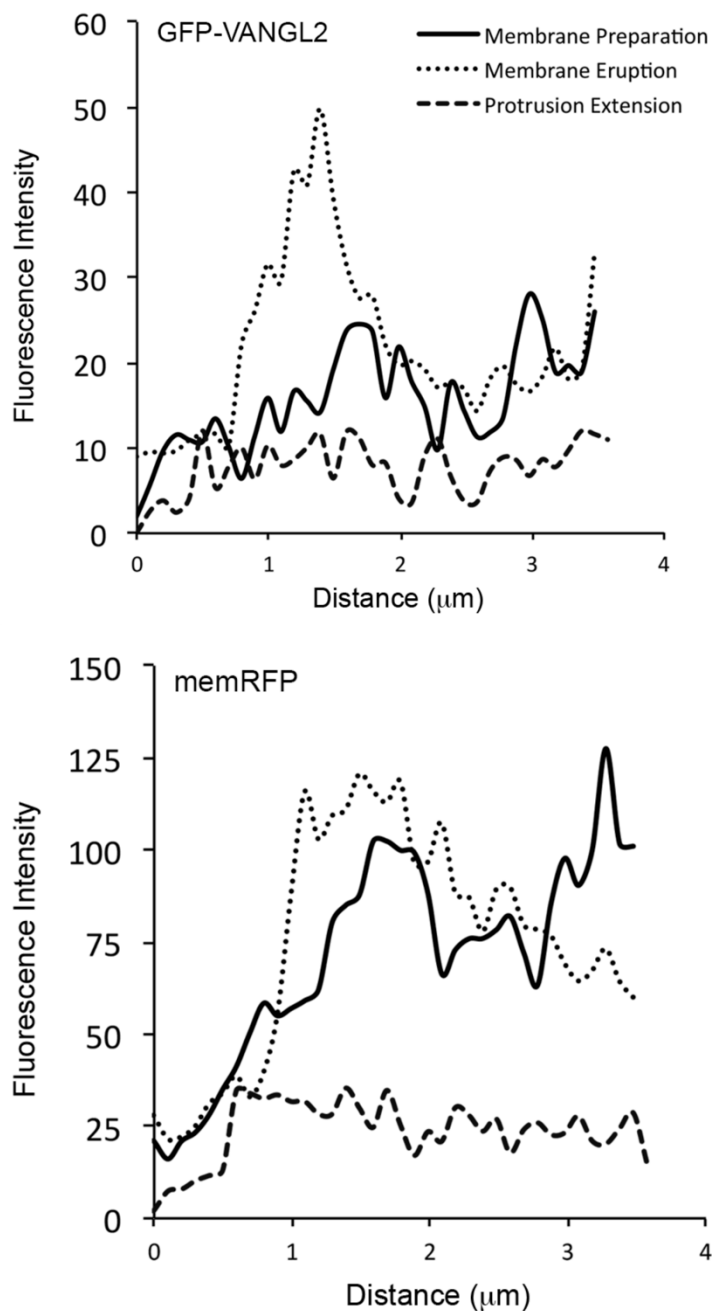 GFP-VANGL2
Membrane Preparation
Membrane Eruption
Protrusion Extension
Fluorescence Intensity
60
50
40
30
20
10
0
0 1 2 3 4
Distance (μm)
memRFP
Fluorescence Intensity
150
125
100
75
50
25
0
0 1 2 3 4
Distance (μm)